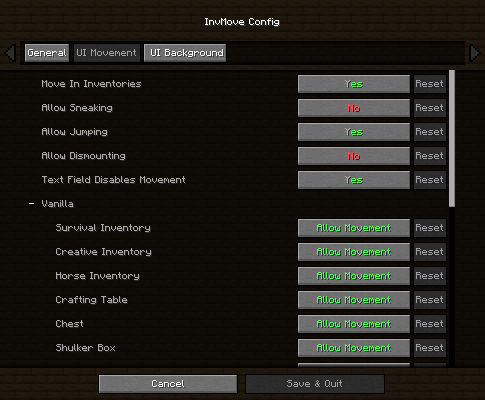 InvMove Config
General UI Movement UI Background
Move In Inventories Yes Reset
Allow Sneaking No Reset
Allow Jumping Yes Reset
Allow Dismounting No Reset
Text Field Disables Movement Yes Reset
- Vanilla
Survival Inventory Allow Movement Reset
Creative Inventory Allow Movement Reset
Horse Inventory Allow Movement Reset
Crafting Table Allow Movement Reset
Chest Allow Movement Reset
Shulker Box Allow Movement Reset
Cancel Save & Quit